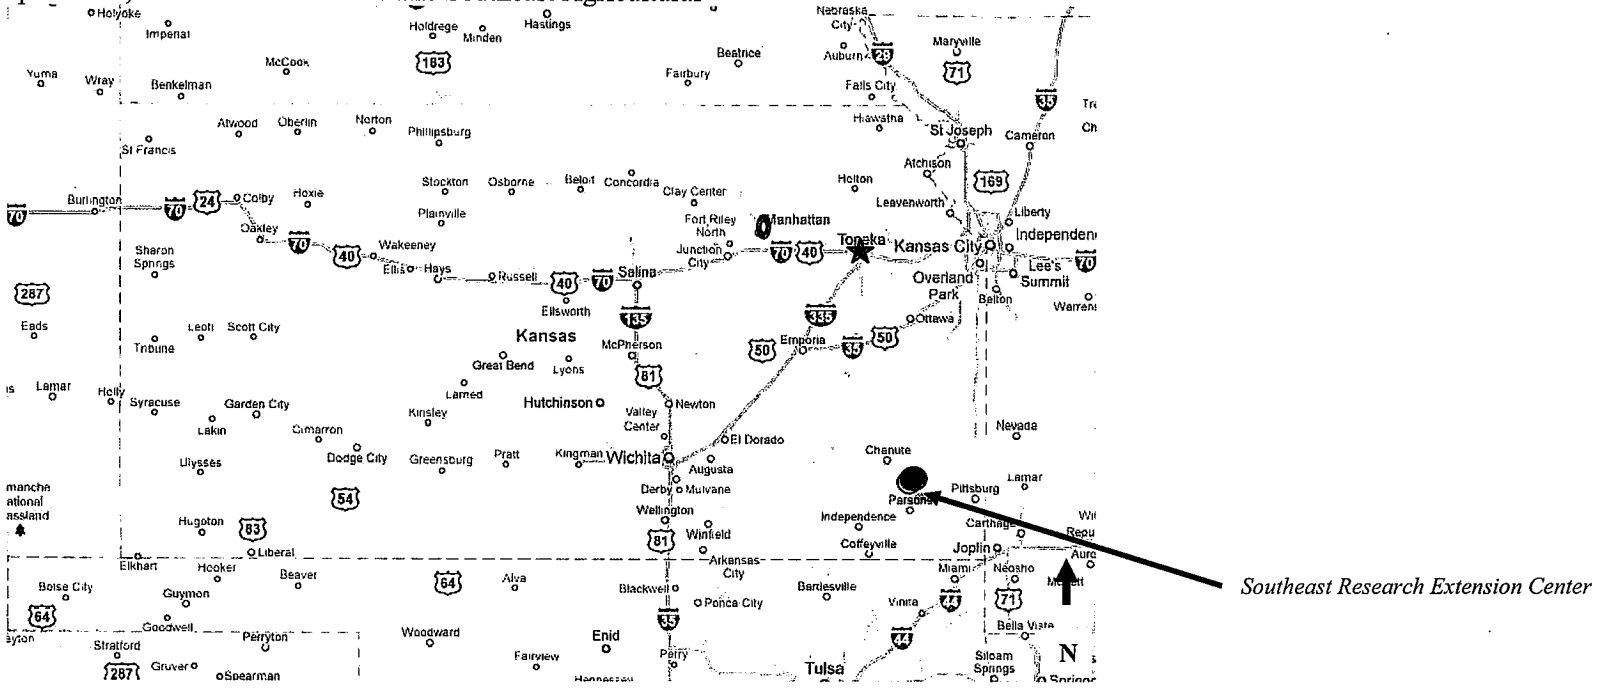 Holyoke
Imperial
Holdrege
Minden
Hastings
Nebraska
City
Auburn
29
Maryville
71
183
Beatrice
Fairbury
McCook
Yuma
Wray
Benkelman
Falls City
35
Atwood
Oberlin
Norton
Phillipsburg
Hiawatha
St Joseph
Cameron
St Francis
Atchison
Stockton
Osborne
Beloit
Concordia
Clay Center
Holton
169
Burlington
70
70
24
Colby
Hoxie
Leavenworth
Liberty
Plainville
Fort Riley
North
Manhattan
Oakley
70
40
Wakeeney
Junction
City
70
40
Topeka
Kansas City
Sharon
Springs
Ellis
Hays
Russell
40
70
Salina
Overland
Park
Lee's
Summit
70
Belton
287
Ellsworth
135
335
Ottawa
Eads
Leoti
Scott City
Tribune
Kansas
McPherson
50
Emporia
35
50
Great Bend
Lyons
81
Lamar
Holly
Syracuse
Garden City
Larned
Hutchinson
Newton
Lakin
Kinsley
Valley
Center
Cimarron
Nevada
El Dorado
Ulysses
Dodge City
Greensburg
Pratt
Kingman
Wichita
Augusta
Chanute
Derby
Mulvane
Parsons
Pittsburg
Lamar
54
Hugoton
83
Wellington
Winfield
Independence
Carthage
81
Liberal
Coffeyville
Joplin
Elkhart
Arkansas
City
Hooker
Beaver
64
Alva
Blackwell
Bartlesville
Miami
Neosho
Southeast Research Extension Center
Boise City
Guymon
64
Ponca City
Vinita
44
71
Goodwell
35
44
Bella Vista
Stratford
Perryton
Woodward
Enid
Perry
N
Gruver
287
Spearman
Fairview
Tulsa
Siloam
Springs